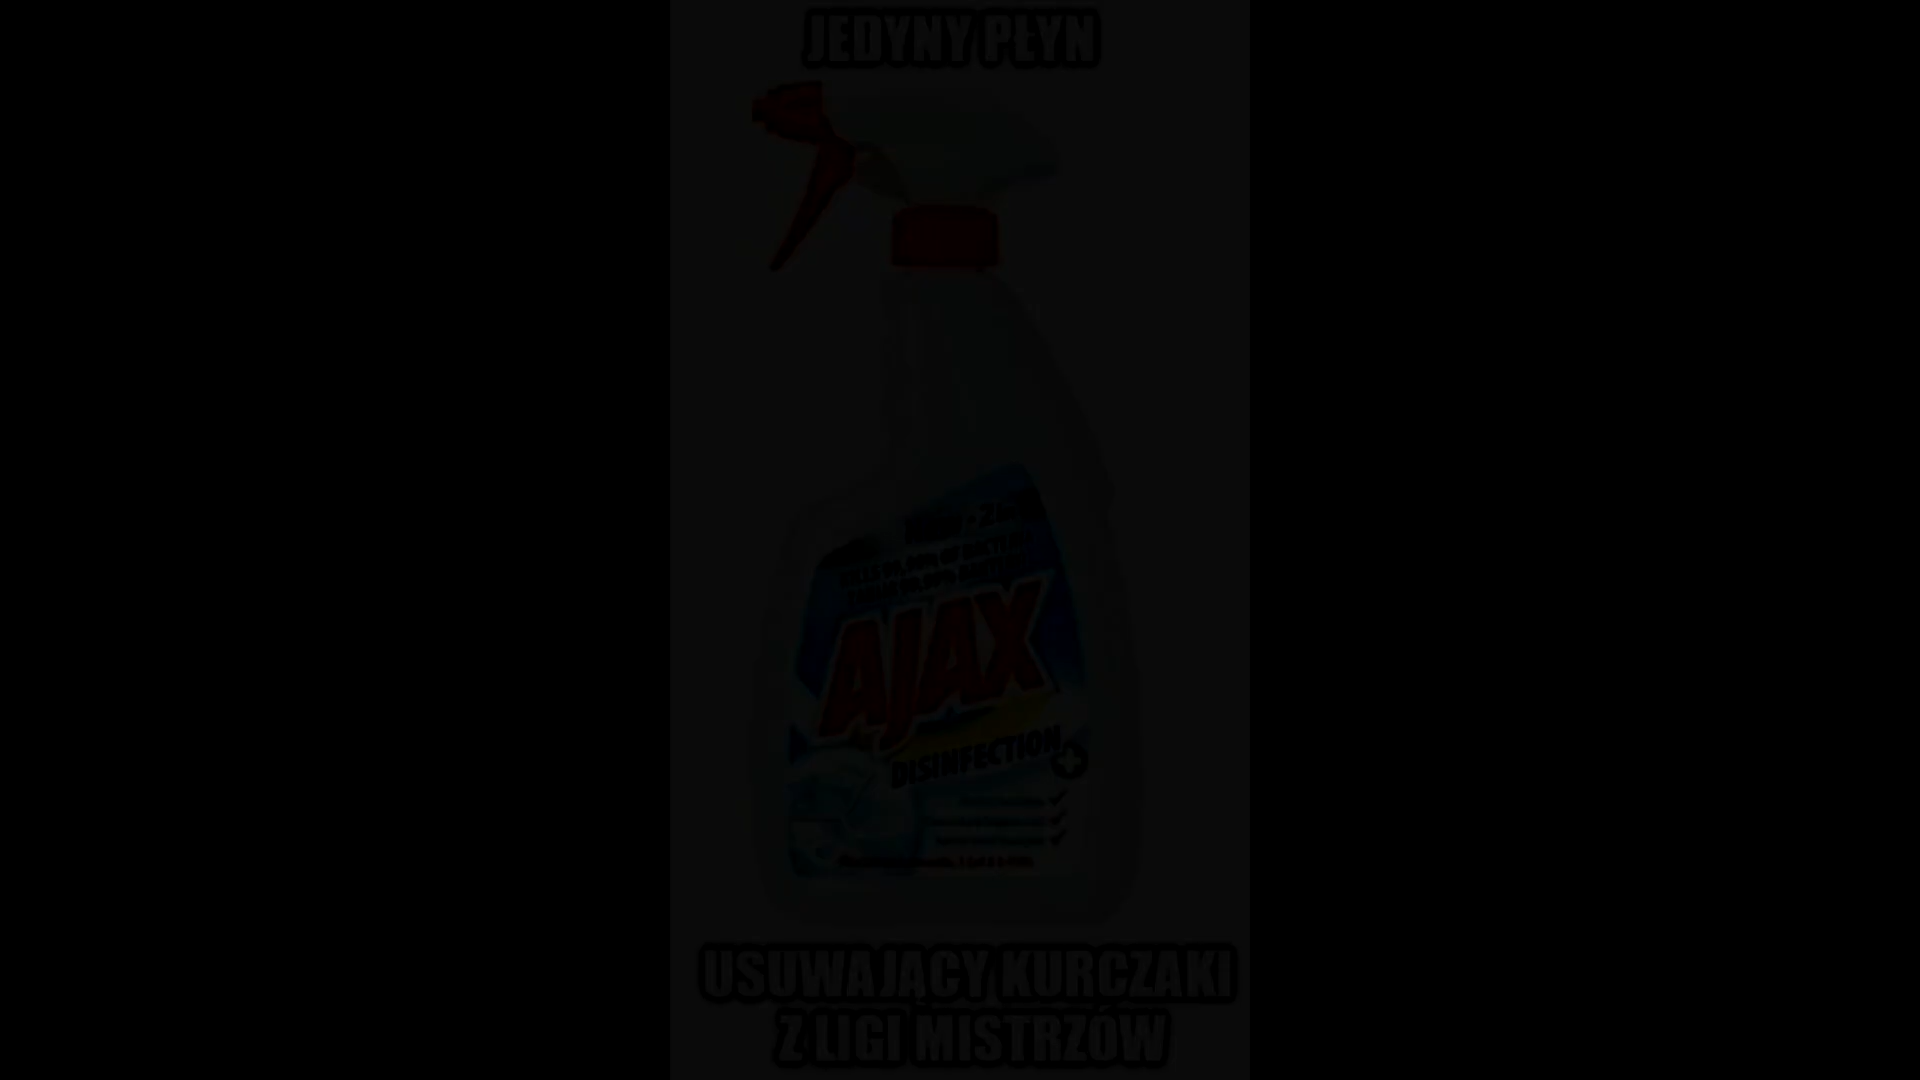 JEDYNY PŁYN
AJAX
DISINFECTION
USUWAJĄCY KURCZAKI
Z LIGI MISTRZÓW